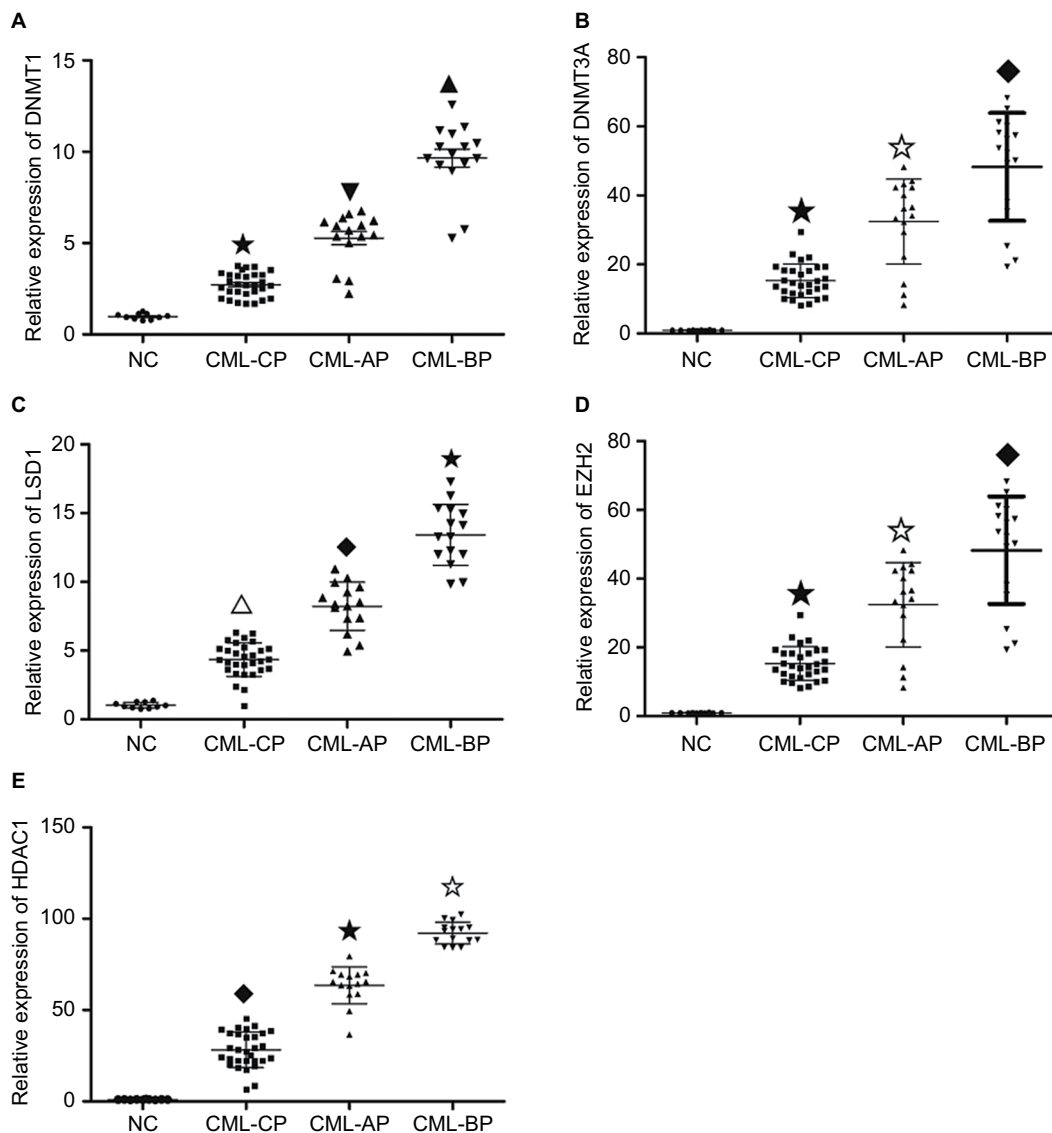 A
Relative expression of DNMT1
15
10
5
0
NC CML-CP CML-AP CML-BP
B
Relative expression of DNMT3A
80
60
40
20
0
NC CML-CP CML-AP CML-BP
C
Relative expression of LSD1
20
15
10
5
0
NC CML-CP CML-AP CML-BP
D
Relative expression of EZH2
80
60
40
20
0
NC CML-CP CML-AP CML-BP
E
Relative expression of HDAC1
150
100
50
0
NC CML-CP CML-AP CML-BP